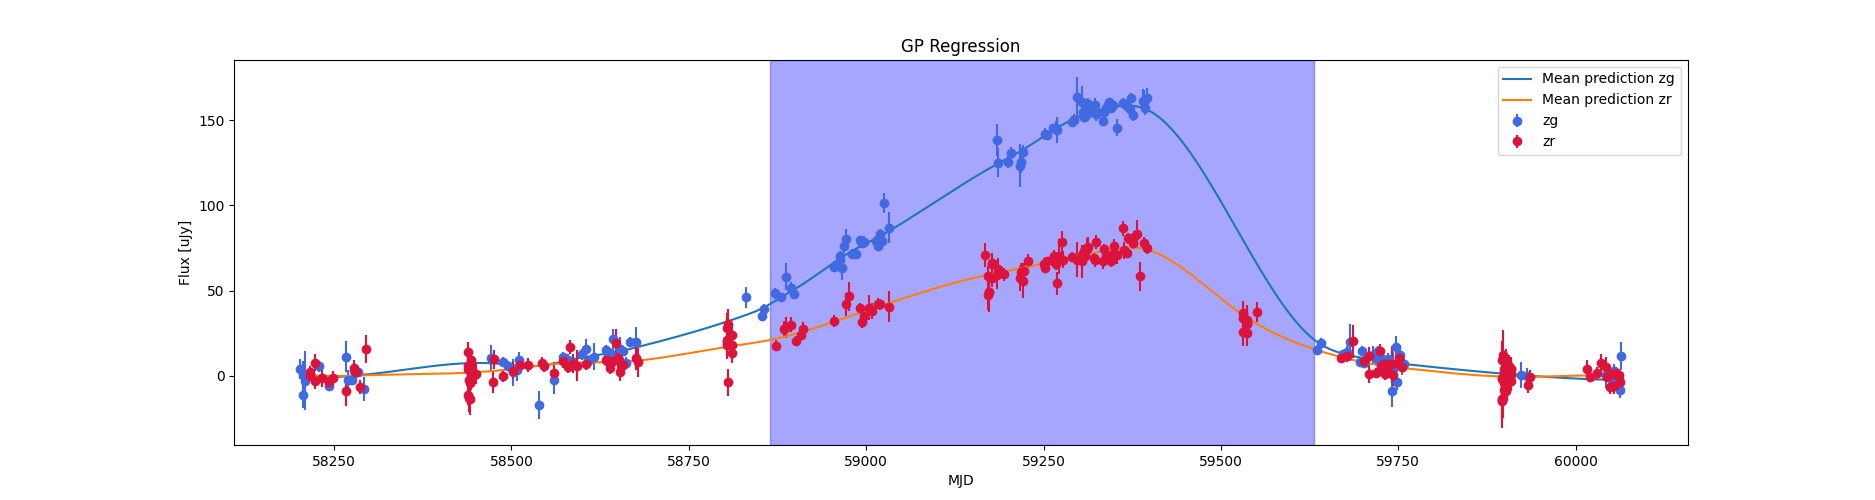 GP Regression
Mean prediction zg
Mean prediction zr
zg
zr
Flux [uJy]
150
100
50
0
58250 58500 58750 59000 59250 59500 59750 60000
MJD